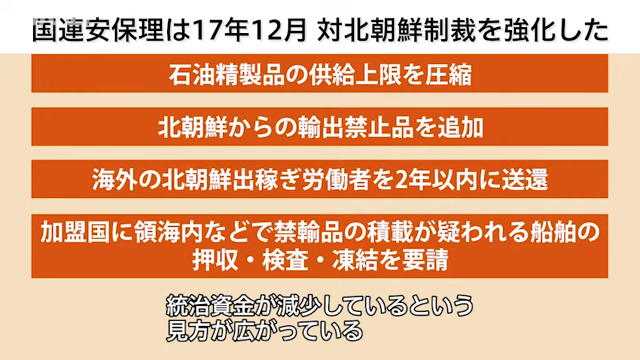 国連安保理は17年12月 対北朝鮮制裁を強化した
石油精製品の供給上限を圧縮
北朝鮮からの輸出禁止品を追加
海外の北朝鮮出稼ぎ労働者を2年以内に送還
加盟国に領海内などで禁輸品の積載が疑われる船舶の
押収・検査・凍結を要請
統治資金が減少しているという
見方が広がっている